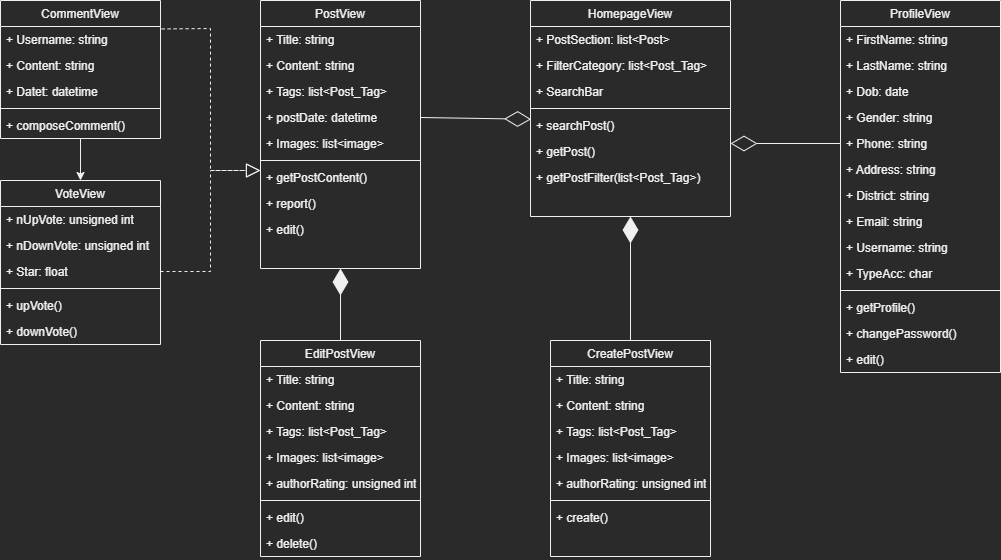 CommentView
+ Username: string
+ Content: string
+ Datet: datetime
+ composeComment()
VoteView
+ nUpVote: unsigned int
+ nDownVote: unsigned int
+ Star: float
+ upVote()
+ downVote()
PostView
+ Title: string
+ Content: string
+ Tags: list<Post_Tag>
+ postDate: datetime
+ Images: list<image>
+ getPostContent()
+ report()
+ edit()
EditPostView
+ Title: string
+ Content: string
+ Tags: list<Post_Tag>
+ Images: list<image>
+ authorRating: unsigned int
+ edit()
+ delete()
HomepageView
+ PostSection: list<Post>
+ FilterCategory: list<Post_Tag>
+ SearchBar
+ searchPost()
+ getPost()
+ getPostFilter(list<Post_Tag>)
CreatePostView
+ Title: string
+ Content: string
+ Tags: list<Post_Tag>
+ Images: list<image>
+ authorRating: unsigned int
+ create()
ProfileView
+ FirstName: string
+ LastName: string
+ Dob: date
+ Gender: string
+ Phone: string
+ Address: string
+ District: string
+ Email: string
+ Username: string
+ TypeAcc: char
+ getProfile()
+ changePassword()
+ edit()